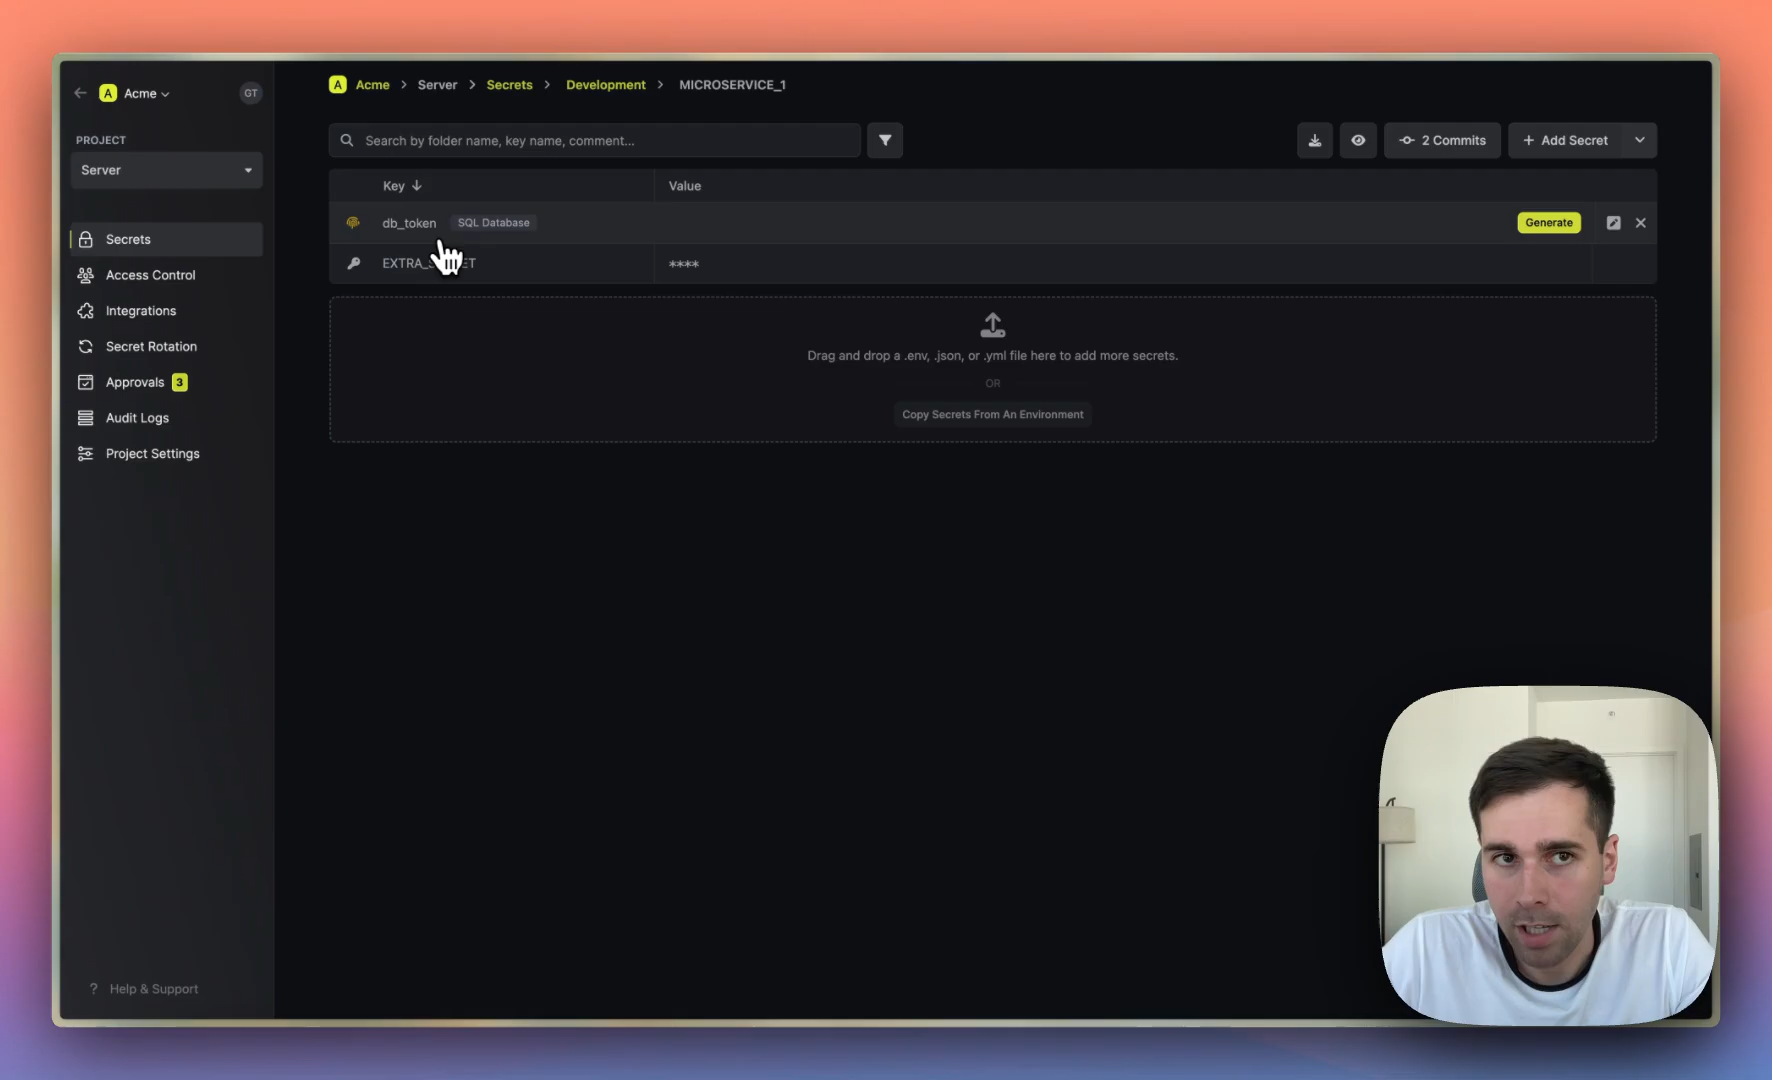 A Acme
GT
A Acme > Server > Secrets > Development > MICROSERVICE_1
PROJECT
Server
Search by folder name, key name, comment...
2 Commits
+ Add Secret
Key
Value
db_token
SQL Database
Generate
****
Secrets
Access Control
Integrations
Secret Rotation
Approvals 3
Audit Logs
Project Settings
Drag and drop a .env, .json, or .yml file here to add more secrets.
OR
Copy Secrets From An Environment
? Help & Support